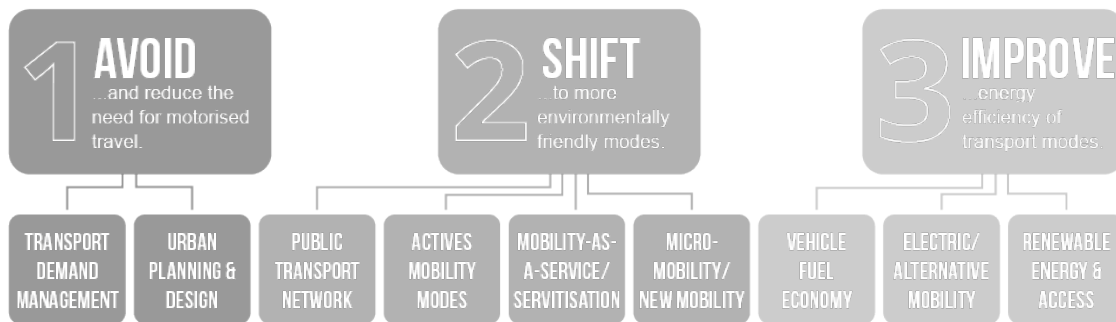 1
AVOID
...and reduce the
need for motorised
travel.
2
SHIFT
...to more
environmentally
friendly modes.
3
IMPROVE
...energy
efficiency of
transport modes
TRANSPORT
DEMAND
MANAGEMENT
URBAN
PLANNING &
DESIGN
PUBLIC
TRANSPORT
NETWORK
ACTIVES
MOBILITY
MODES
MOBILITY-AS-
A-SERVICE/
SERVITISATION
MICRO-
MOBILITY/
NEW MOBILITY
VEHICLE
FUEL
ECONOMY
ELECTRIC/
ALTERNATIVE
MOBILITY
RENEWABLE
ENERGY &
ACCESS